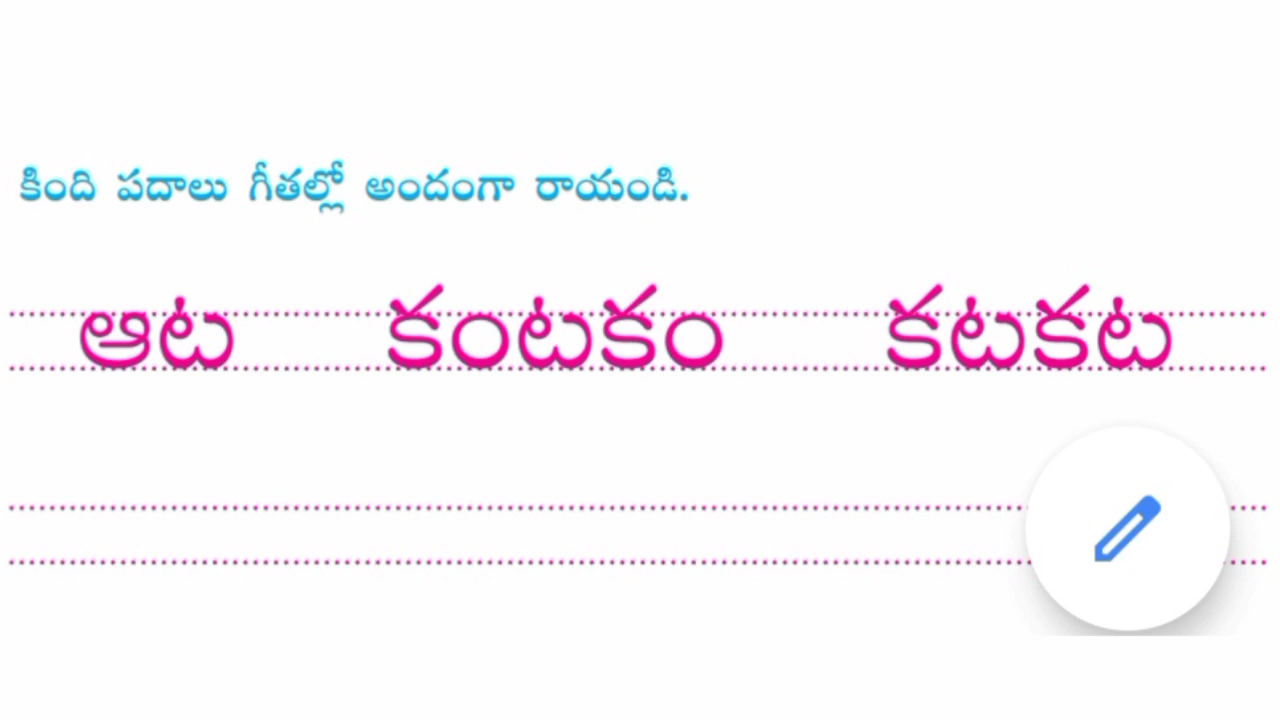 కింది పదాలు గీతల్లో అందంగా రాయండి.
ఆట కంటకం కటకట